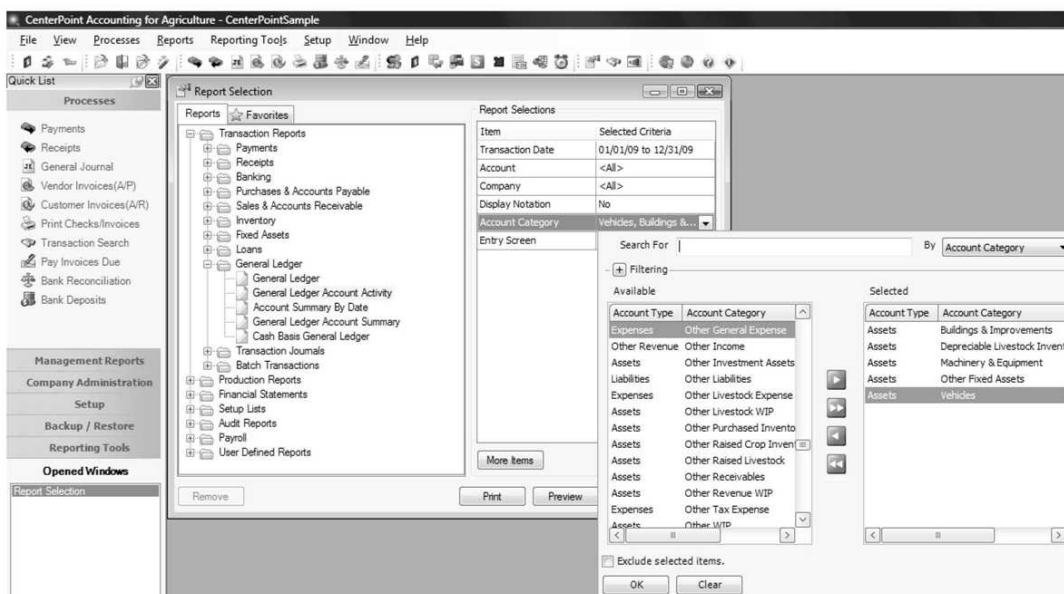 CenterPoint Accounting for Agriculture - CenterPointSample
File View Processes Reports Reporting Tools Setup Window Help
Quick List
Processes
Payments
Receipts
General Journal
Vendor Invoices(A/P)
Customer Invoices(A/R)
Print Checks/Invoices
Transaction Search
Pay Invoices Due
Bank Reconciliation
Bank Deposits
Management Reports
Company Administration
Setup
Backup / Restore
Reporting Tools
Opened Windows
Report Selection
Report Selection
Reports Favorites
Transaction Reports
Payments
Receipts
Banking
Purchases & Accounts Payable
Sales & Accounts Receivable
Inventory
Fixed Assets
Loans
General Ledger
General Ledger
General Ledger Account Activity
Account Summary By Date
General Ledger Account Summary
Cash Basis General Ledger
Transaction Journals
Batch Transactions
Production Reports
Financial Statements
Setup Lists
Audit Reports
Payroll
User Defined Reports
Remove
Report Selections
Item Selected Criteria
Transaction Date 01/01/09 to 12/31/09
Account <All>
Company <All>
Display Notation No
Account Category Vehicles, Buildings &...
Entry Screen
More Items
Print Preview
Search For By Account Category
Filtering
Available
Account Type Account Category
Expenses Other General Expense
Other Revenue Other Income
Assets Other Investment Assets
Liabilities Other Liabilities
Expenses Other Livestock Expense
Assets Other Livestock WIP
Assets Other Purchased Invento
Assets Other Raised Crop Inven
Assets Other Raised Livestock
Assets Other Receivables
Assets Other Revenue WIP
Expenses Other Tax Expense
Assets Other WIP
Selected
Account Type Account Category
Assets Buildings & Improvements
Assets Depreciable Livestock Invent
Assets Machinery & Equipment
Assets Other Fixed Assets
Assets Vehicles
Exclude selected items.
OK Clear